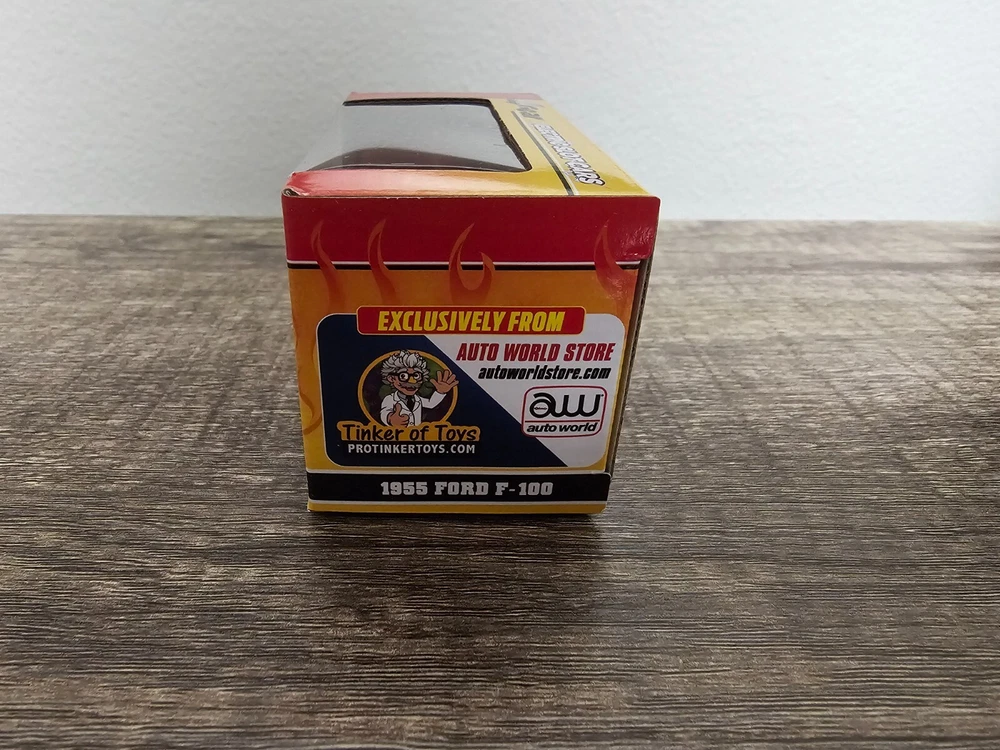 EXCLUSIVELY FROM
AUTO WORLD STORE
autoworldstore.com
aw
auto world
Tinker of Toys
PROTINKERTOYS.COM
1955 FORD F-100